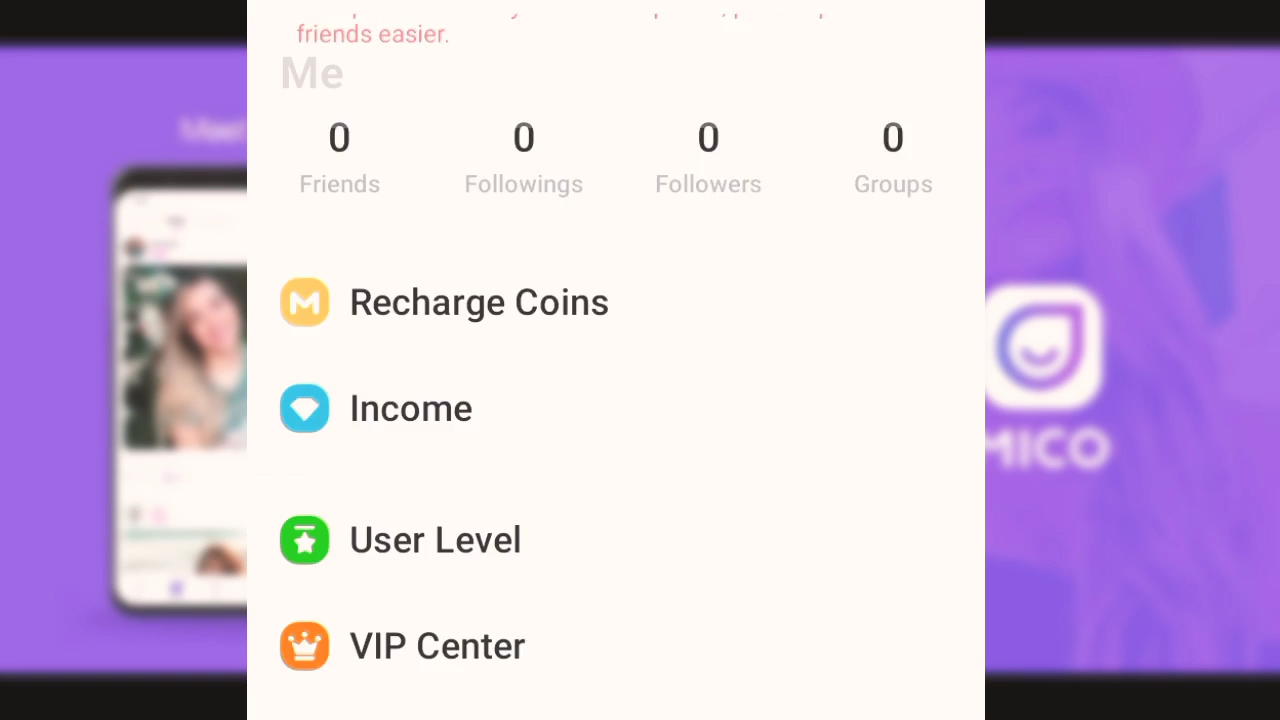 friends easier.
Me
0 0 0 0
Friends Followings Followers Groups
Recharge Coins
Income
User Level
VIP Center
MICO